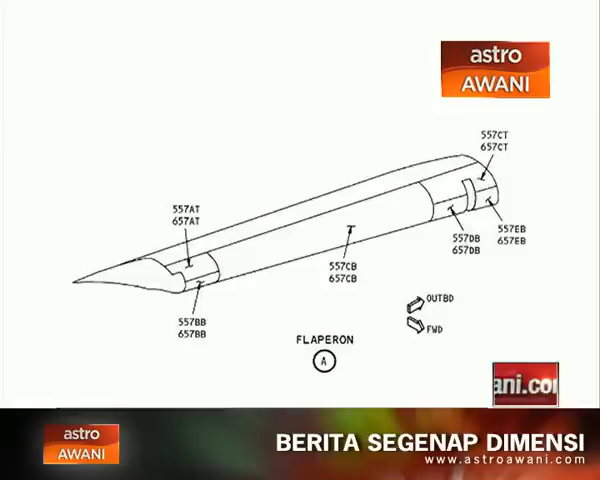 astro
AWANI
557CT
657CT
557AT
657AT
557EB
657EB
557DB
657DB
557CB
657CB
557BB
657BB
OUTBD
FWD
FLAPERON
A
ani.co
astro
AWANI
BERITA SEGENAP DIMENSI
www.astroawani.com